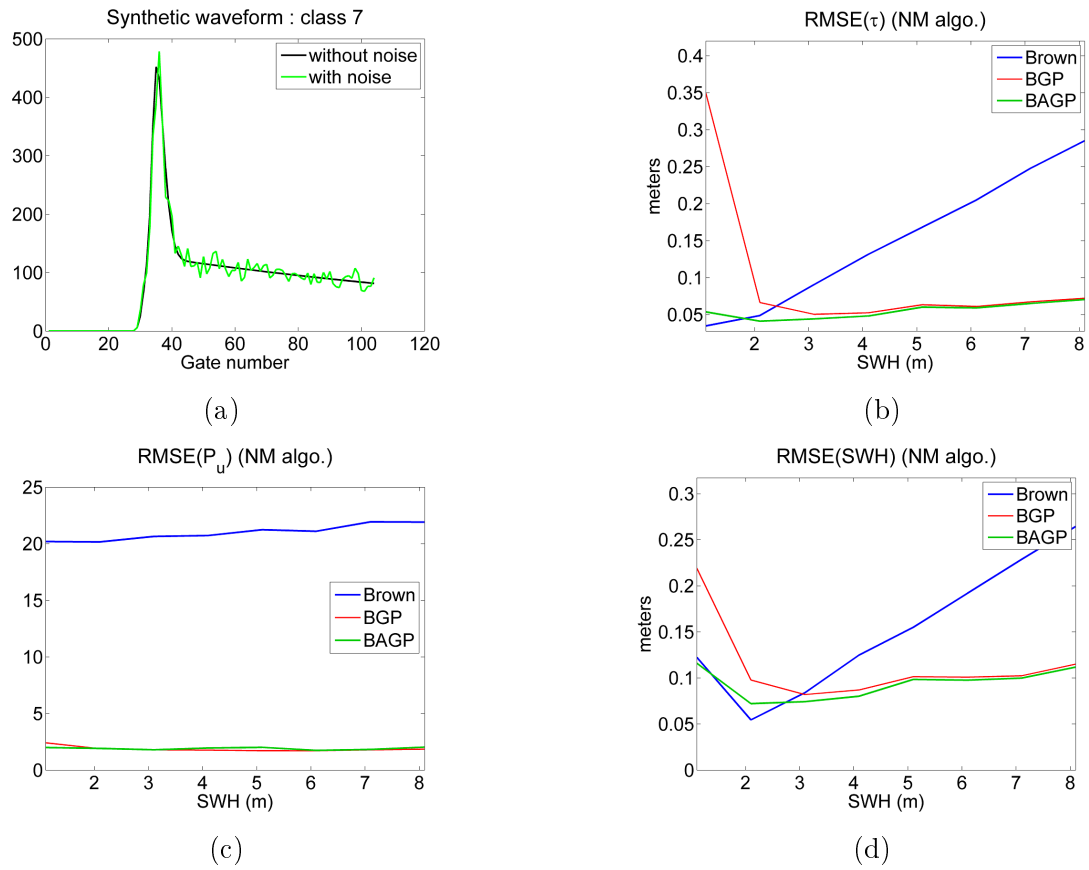 Synthetic waveform : class 7
500
400
300
200
100
0
0 20 40 60 80 100 120
Gate number
without noise
with noise
(a)
RMSE(τ) (NM algo.)
0.4
0.35
0.3
0.25
0.2
0.15
0.1
0.05
meters
2 3 4 5 6 7 8
SWH (m)
Brown
BGP
BAGP
(b)
RMSE(Pu) (NM algo.)
25
20
15
10
5
0
2 3 4 5 6 7 8
SWH (m)
Brown
BGP
BAGP
(c)
RMSE(SWH) (NM algo.)
0.3
0.25
0.2
0.15
0.1
0.05
0
meters
2 3 4 5 6 7 8
SWH (m)
Brown
BGP
BAGP
(d)